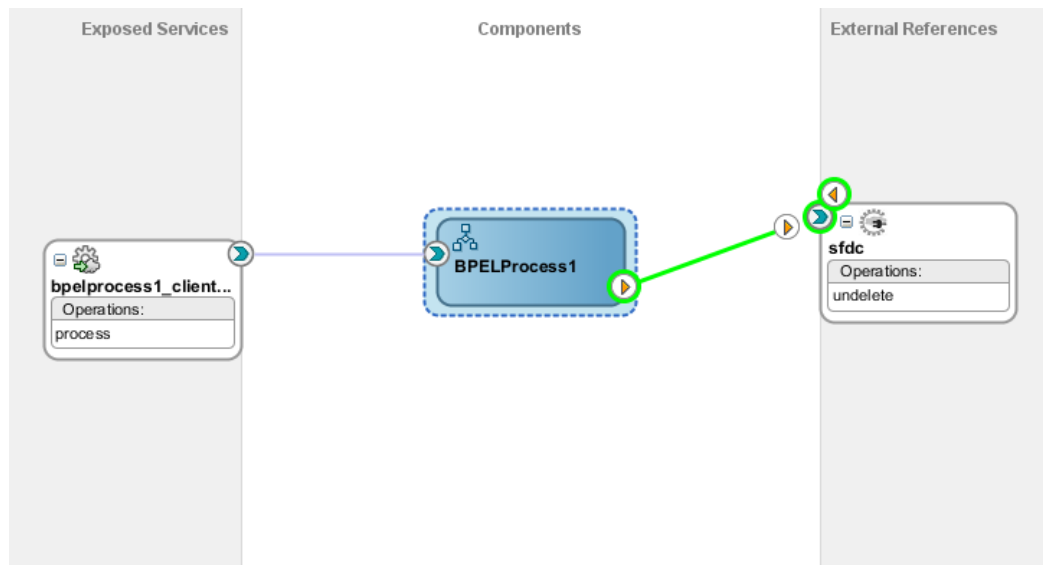 Exposed Services
Components
External References
bpelprocess1_client...
Operations:
process
BPELProcess1
sfdc
Operations:
undelete